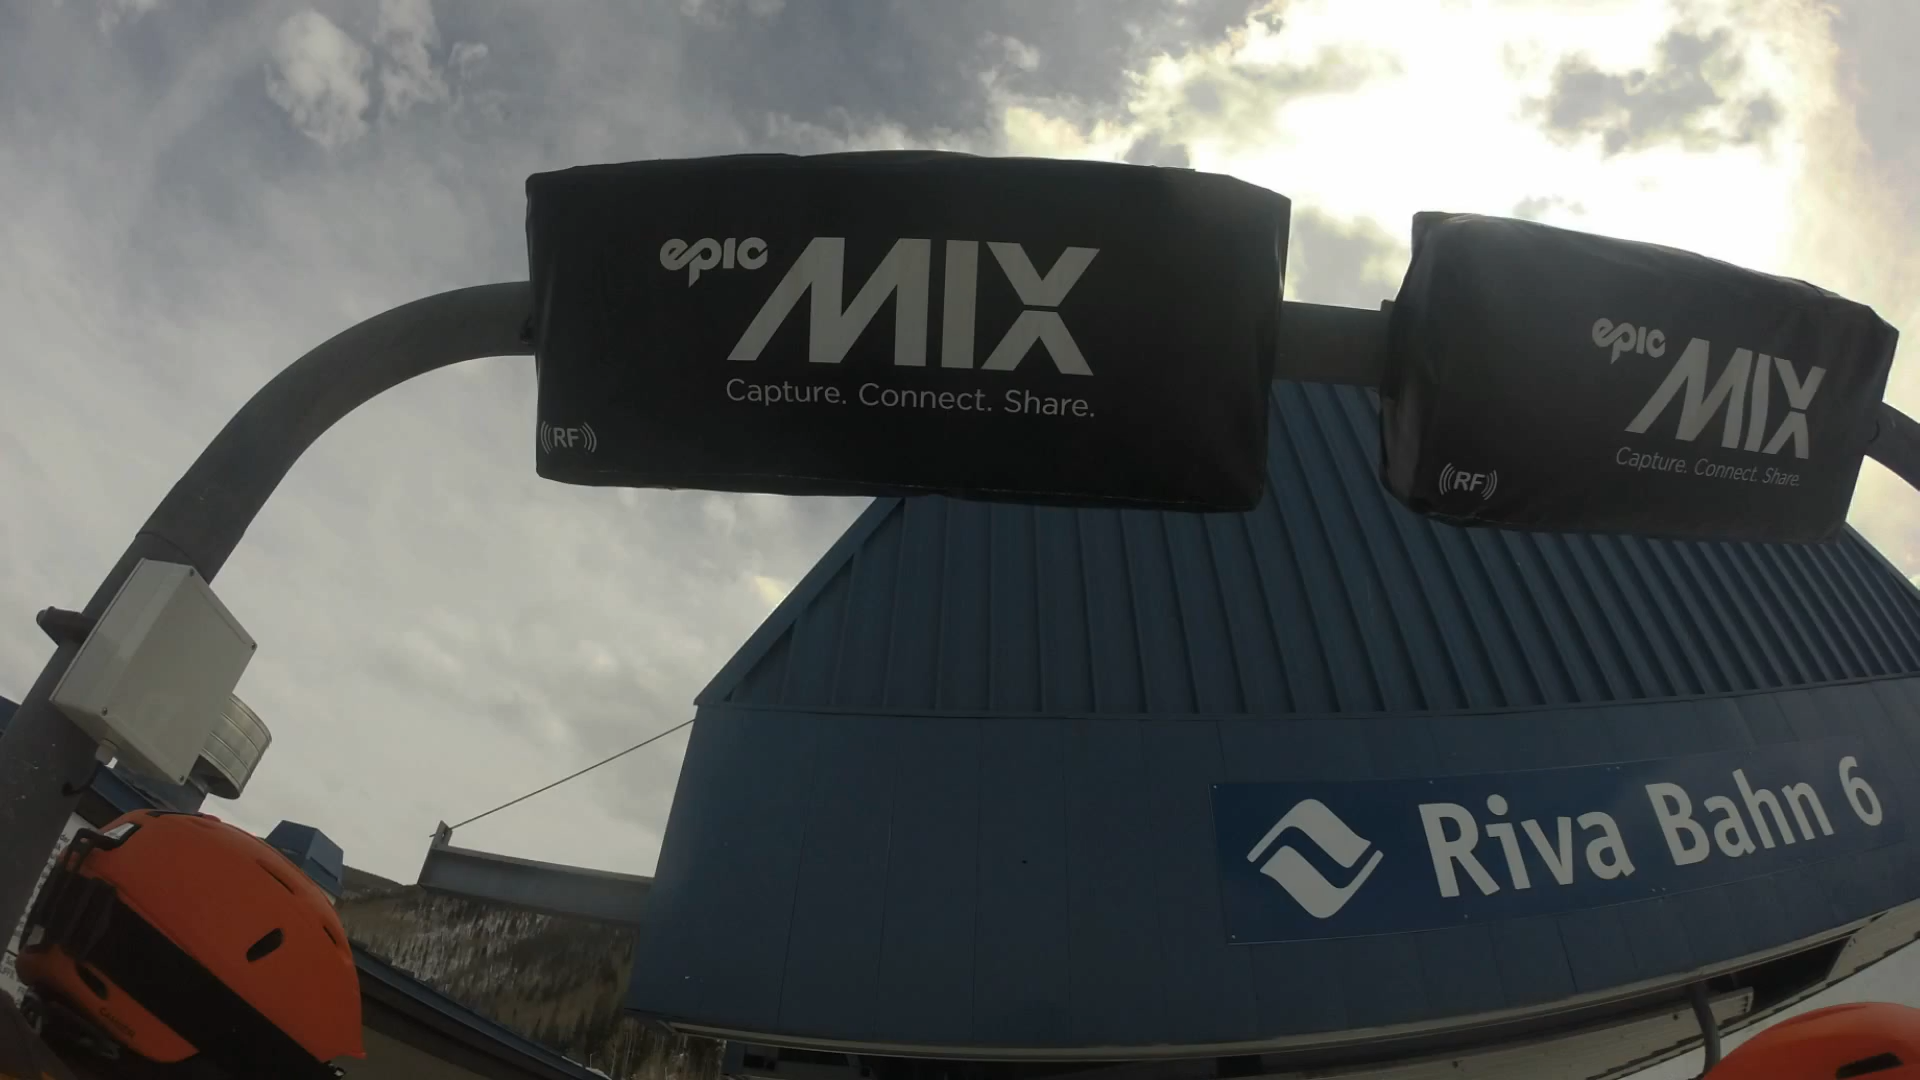 epic MIX
Capture. Connect. Share.
RF
epic MIX
Capture. Connect. Share.
RF
Riva Bahn 6